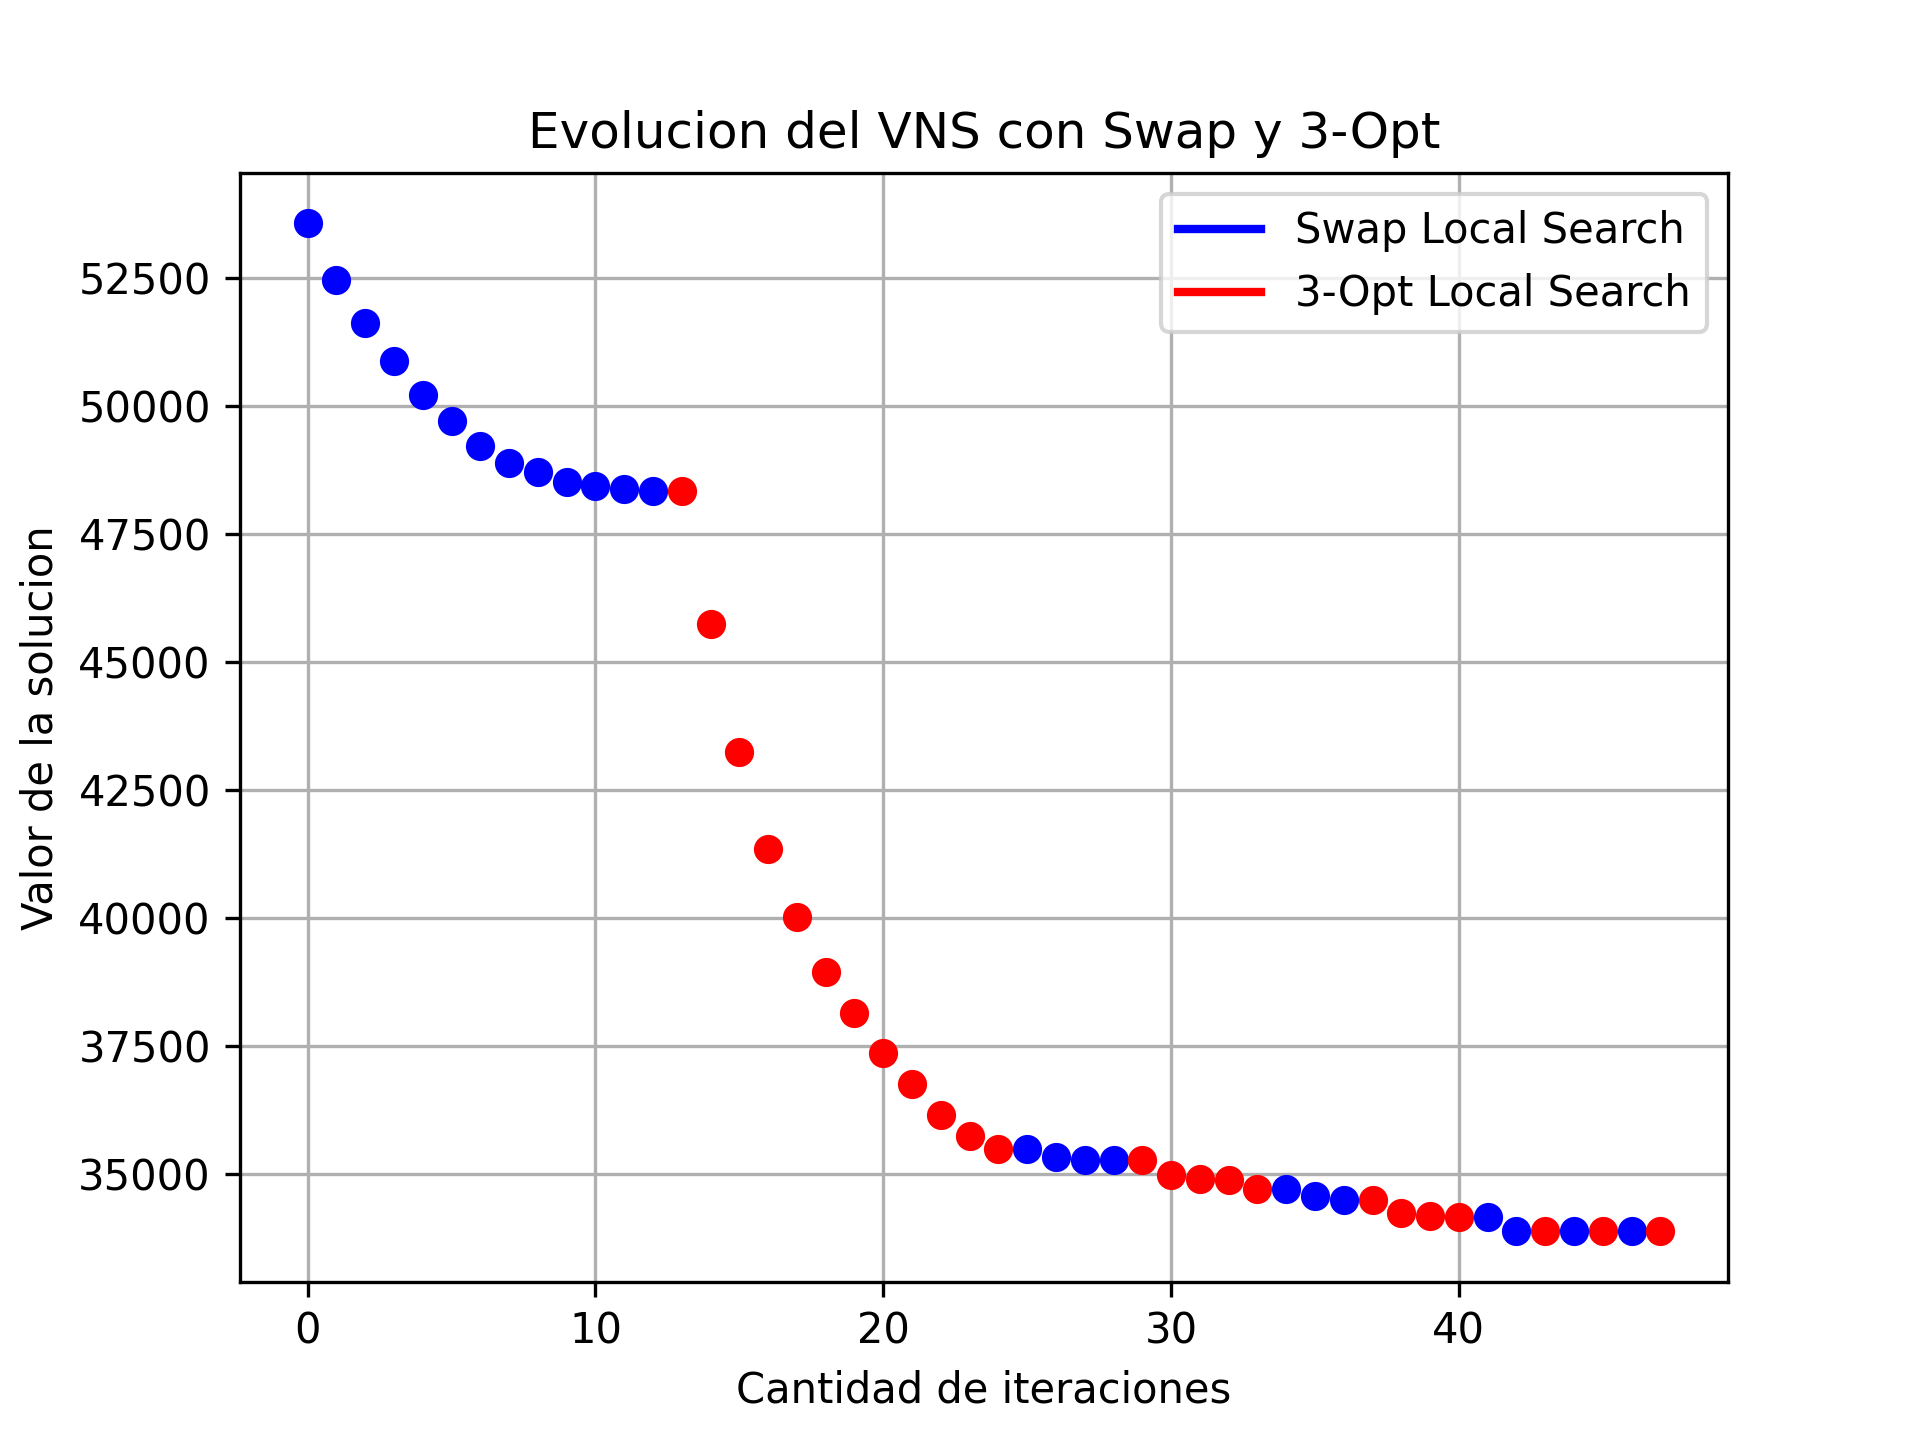 Evolucion del VNS con Swap y 3-Opt
Swap Local Search
3-Opt Local Search
Valor de la solucion
52500
50000
47500
45000
42500
40000
37500
35000
0 10 20 30 40
Cantidad de iteraciones